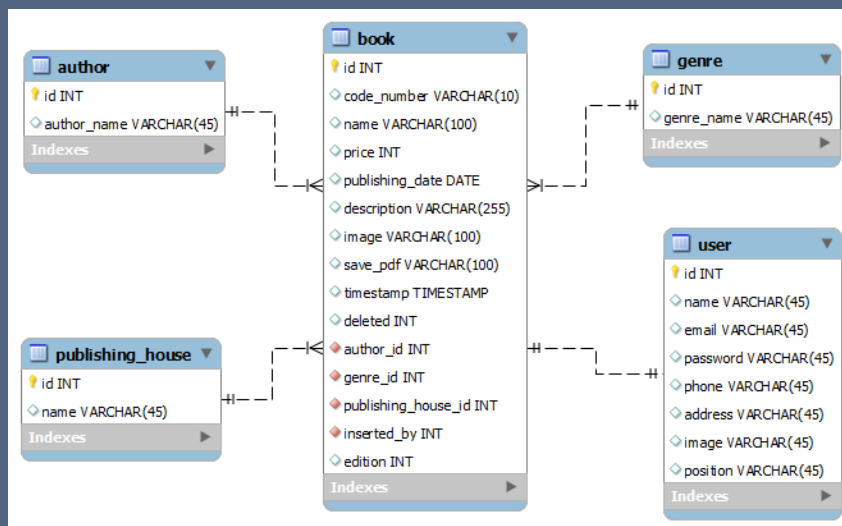 author
id INT
author_name VARCHAR(45)
Indexes
book
id INT
code_number VARCHAR(10)
name VARCHAR(100)
price INT
publishing_date DATE
description VARCHAR(255)
image VARCHAR(100)
save_pdf VARCHAR(100)
timestamp TIMESTAMP
deleted INT
author_id INT
genre_id INT
publishing_house_id INT
inserted_by INT
edition INT
Indexes
genre
id INT
genre_name VARCHAR(45)
Indexes
publishing_house
id INT
name VARCHAR(45)
Indexes
user
id INT
name VARCHAR(45)
email VARCHAR(45)
password VARCHAR(45)
phone VARCHAR(45)
address VARCHAR(45)
image VARCHAR(45)
position VARCHAR(45)
Indexes